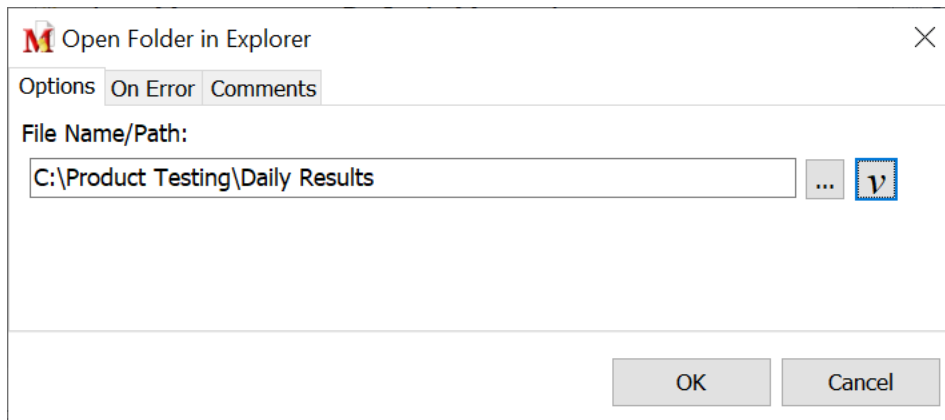 Open Folder in Explorer
Options On Error Comments
File Name/Path:
C:\Product Testing\Daily Results
... v
OK Cancel